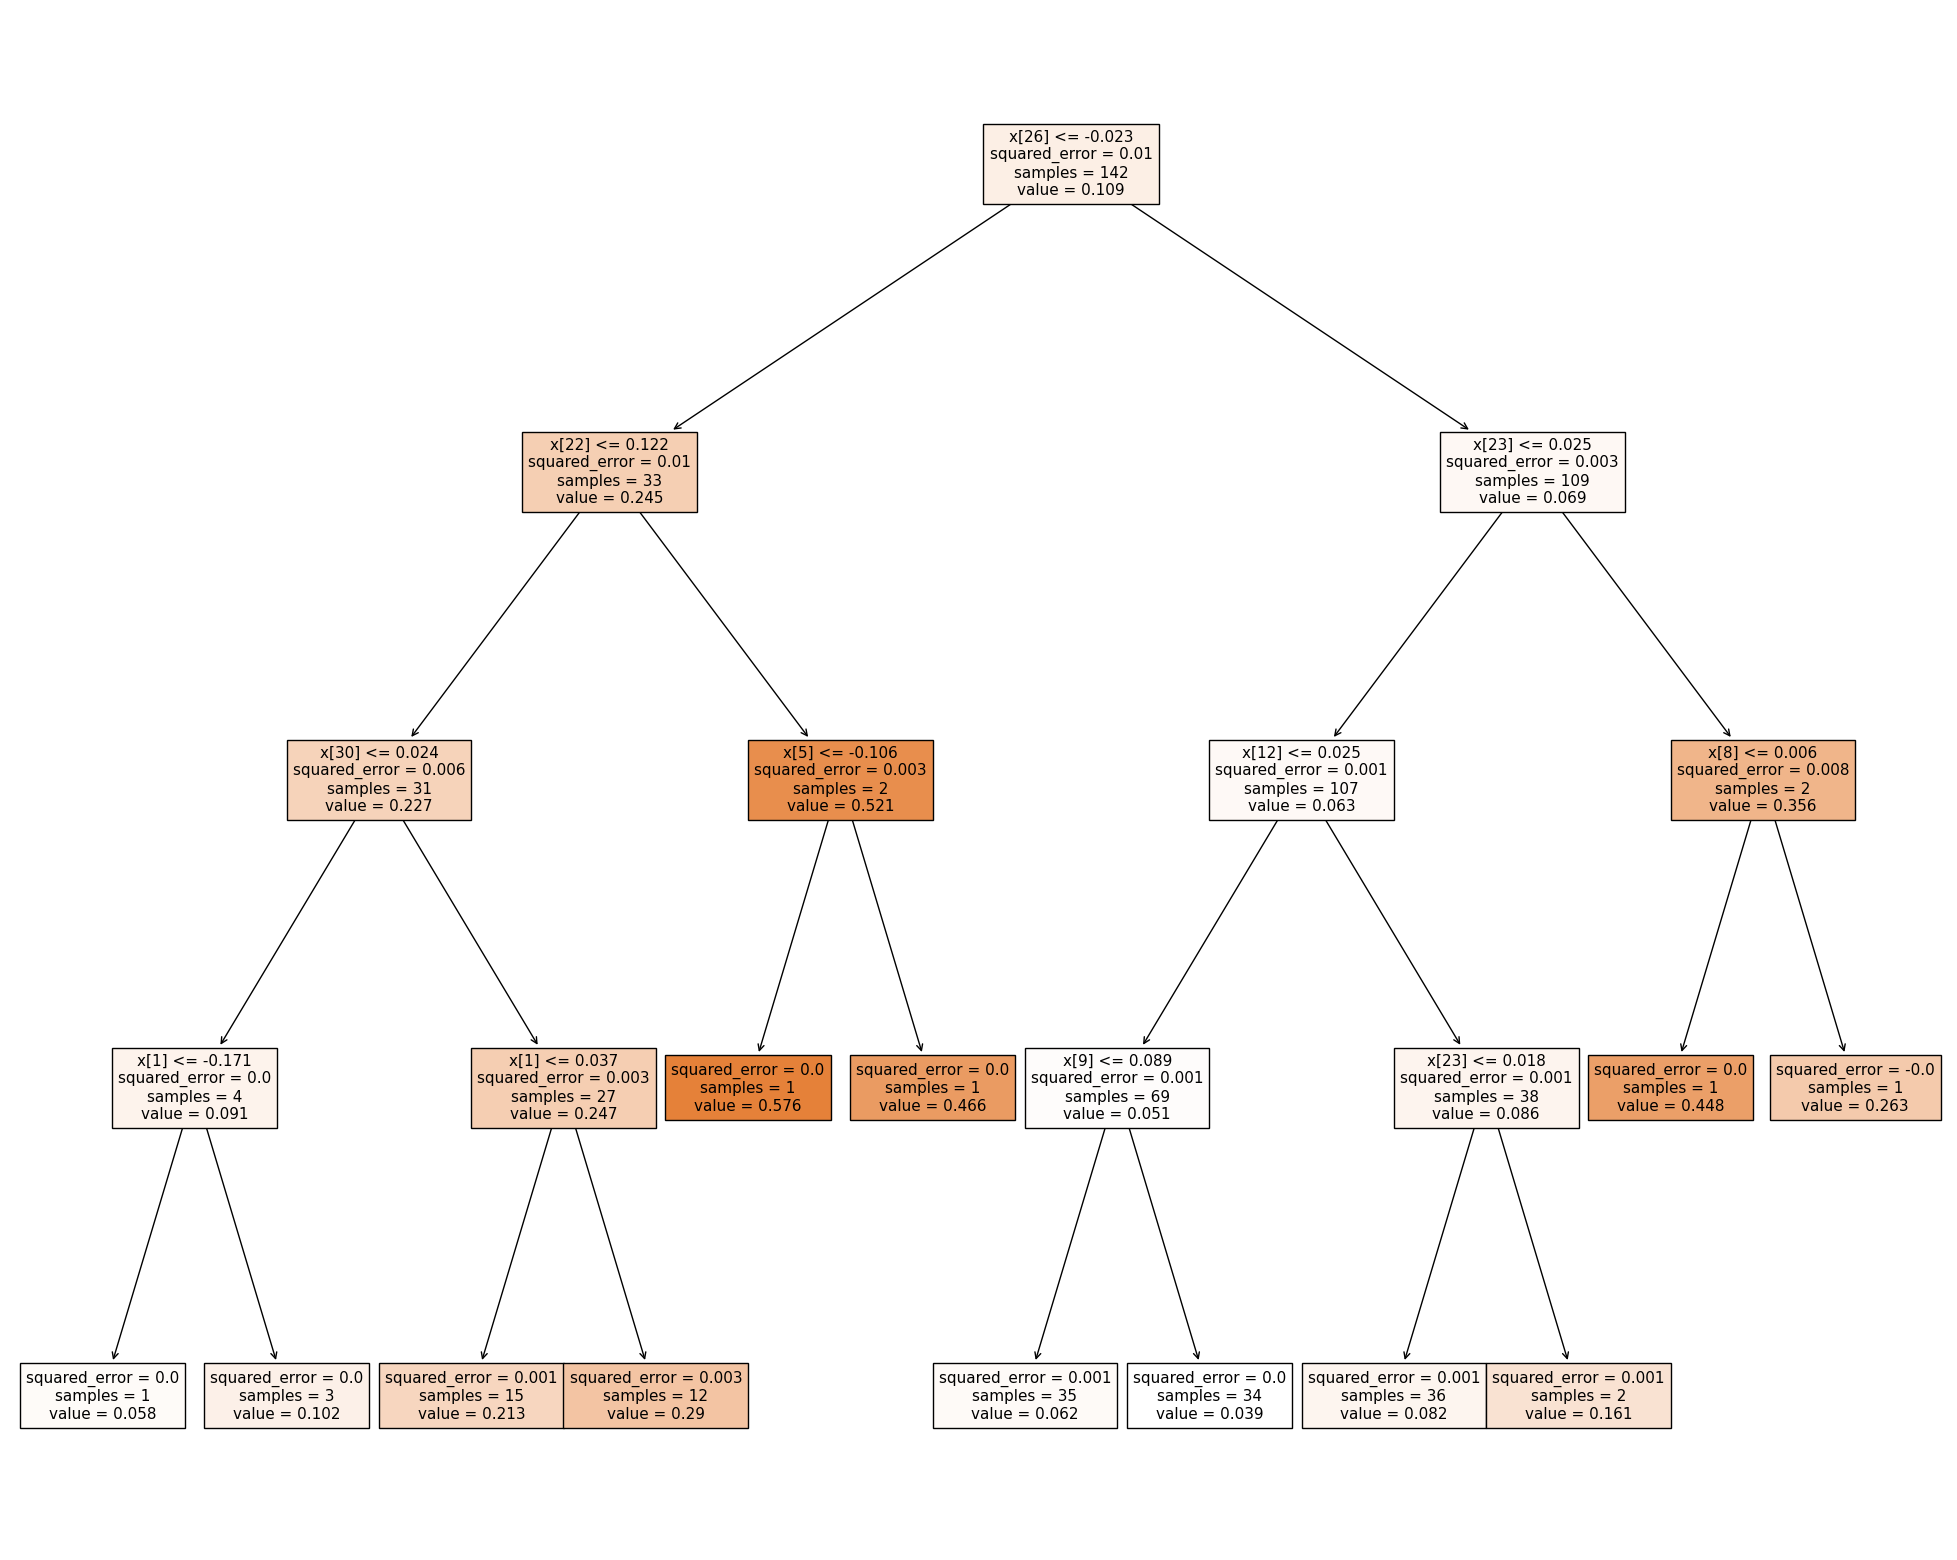 x[26] <= -0.023
squared_error = 0.01
samples = 142
value = 0.109
x[22] <= 0.122
squared_error = 0.01
samples = 33
value = 0.245
x[23] <= 0.025
squared_error = 0.003
samples = 109
value = 0.069
x[30] <= 0.024
squared_error = 0.006
samples = 31
value = 0.227
x[5] <= -0.106
squared_error = 0.003
samples = 2
value = 0.521
x[12] <= 0.025
squared_error = 0.001
samples = 107
value = 0.063
x[8] <= 0.006
squared_error = 0.008
samples = 2
value = 0.356
x[1] <= -0.171
squared_error = 0.0
samples = 4
value = 0.091
x[1] <= 0.037
squared_error = 0.003
samples = 27
value = 0.247
squared_error = 0.0
samples = 1
value = 0.576
squared_error = 0.0
samples = 1
value = 0.466
x[9] <= 0.089
squared_error = 0.001
samples = 69
value = 0.051
x[23] <= 0.018
squared_error = 0.001
samples = 38
value = 0.086
squared_error = 0.0
samples = 1
value = 0.448
squared_error = -0.0
samples = 1
value = 0.263
squared_error = 0.0
samples = 1
value = 0.058
squared_error = 0.0
samples = 3
value = 0.102
squared_error = 0.001
samples = 15
value = 0.213
squared_error = 0.003
samples = 12
value = 0.29
squared_error = 0.001
samples = 35
value = 0.062
squared_error = 0.0
samples = 34
value = 0.039
squared_error = 0.001
samples = 36
value = 0.082
squared_error = 0.001
samples = 2
value = 0.161